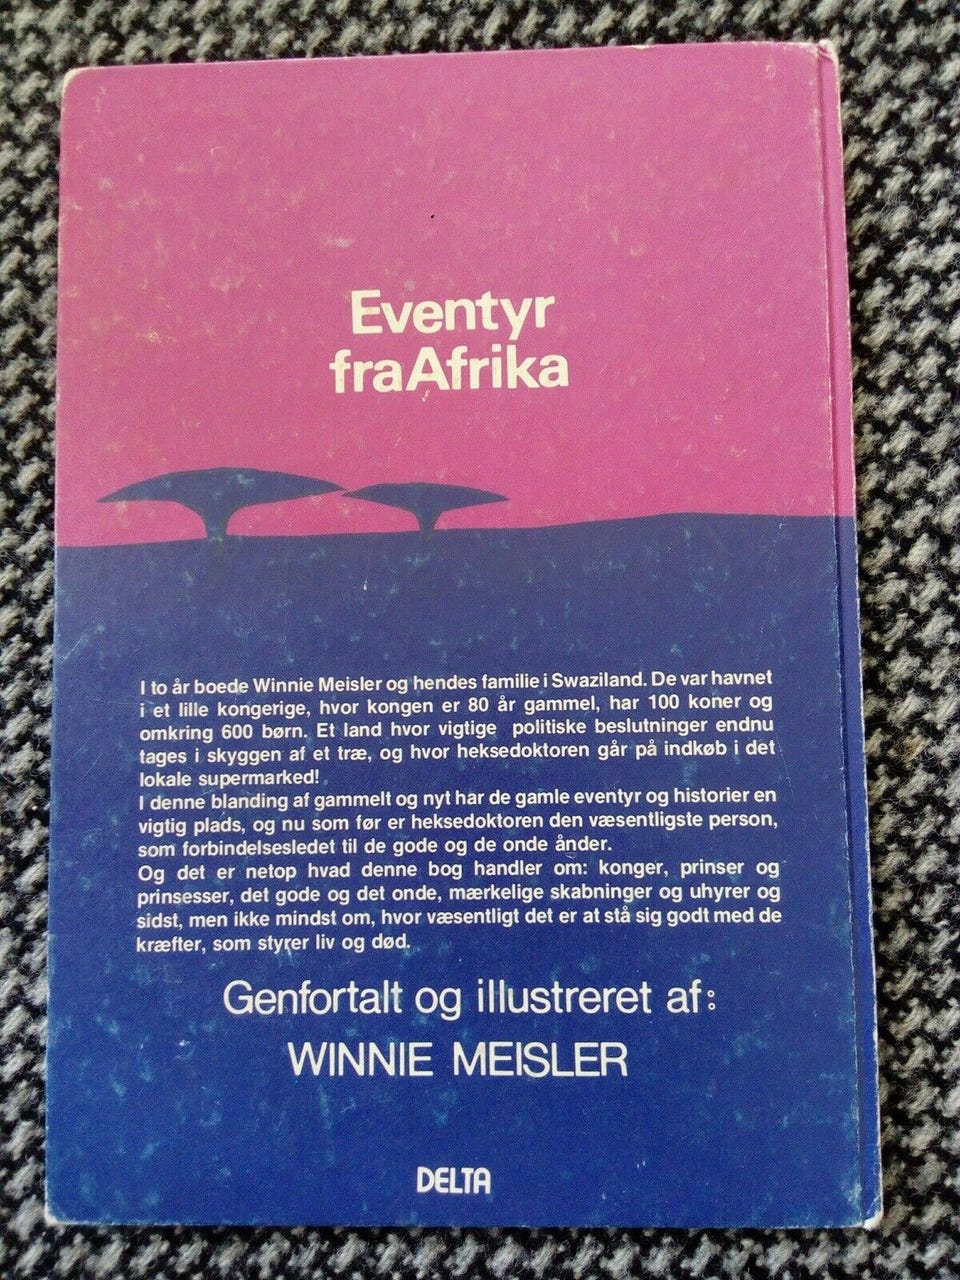 Eventyr
fra Afrika
I to år boede Winnie Meisler og hendes familie i Swaziland. De var havnet
i et lille kongerige, hvor kongen er 80 år gammel, har 100 koner og
omkring 600 børn. Et land hvor vigtige politiske beslutninger endnu
tages i skyggen af et træ, og hvor heksedoktoren går på indkøb i det
lokale supermarked!
I denne blanding af gammelt og nyt har de gamle eventyr og historier en
vigtig plads, og nu som før er heksedoktoren den væsentligste person,
som forbindelsesledet til de gode og de onde ånder.
Og det er netop hvad denne bog handler om: konger, prinser og
prinsesser, det gode og det onde, mærkelige skabninger og uhyrer og
sidst, men ikke mindst om, hvor væsentligt det er at stå sig godt med de
kræfter, som styrer liv og død.
Genfortalt og illustreret af:
WINNIE MEISLER
DELTA